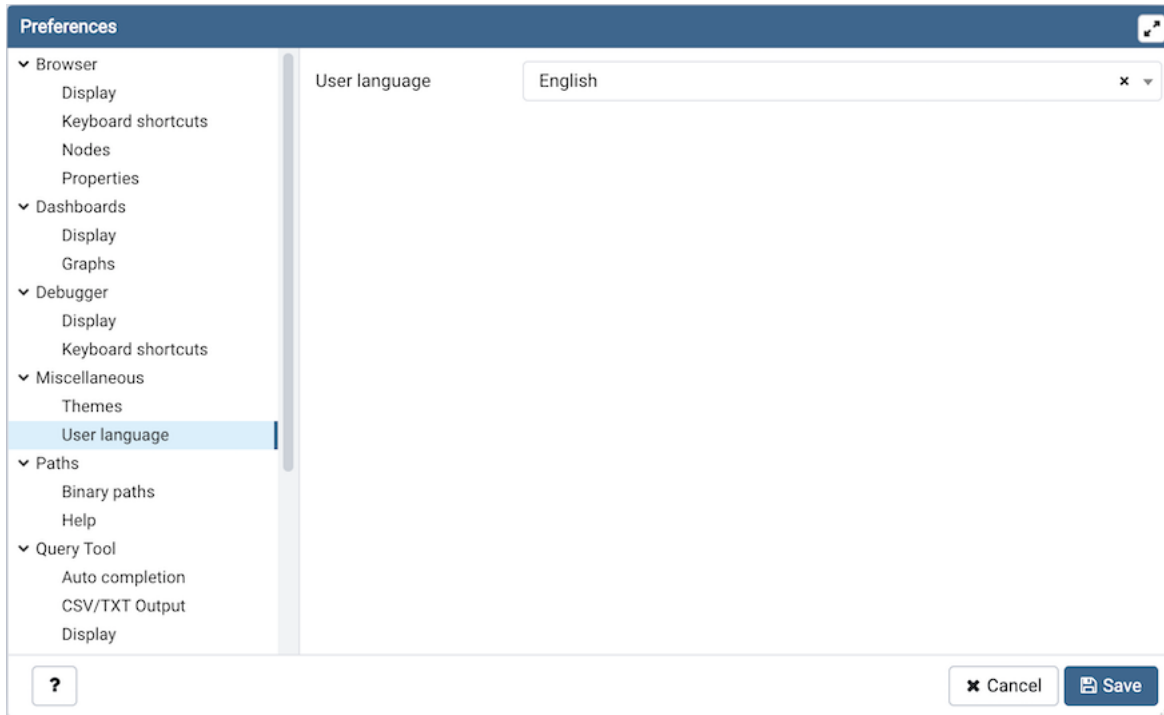 Preferences
Browser
Display
Keyboard shortcuts
Nodes
Properties
Dashboards
Display
Graphs
Debugger
Display
Keyboard shortcuts
Miscellaneous
Themes
User language
Paths
Binary paths
Help
Query Tool
Auto completion
CSV/TXT Output
Display
User language English
? Cancel Save